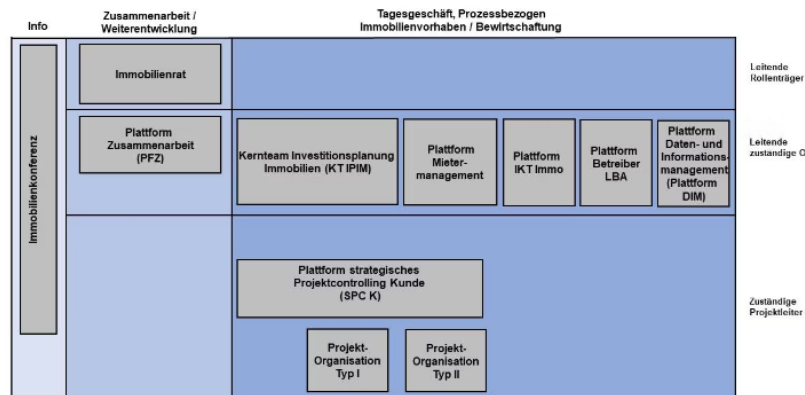 Info
Zusammenarbeit /
Weiterentwicklung
Tagesgeschäft, Prozessbezogen
Immobilienvorhaben / Bewirtschaftung
Immobilienkonferenz
Immobilienrat
Leitende
Rollenträger
Plattform
Zusammenarbeit
(PFZ)
Kernteam Investitionsplanung
Immobilien (KT IPIM)
Plattform
Mieter-
management
Plattform
IKT Immo
Plattform
Betreiber
LBA
Plattform
Daten- und
Informations-
management
(Plattform
DIM)
Leitende
zuständige O
Plattform strategisches
Projektcontrolling Kunde
(SPC K)
Zuständige
Projektleiter
Projekt-
Organisation
Typ I
Projekt-
Organisation
Typ II